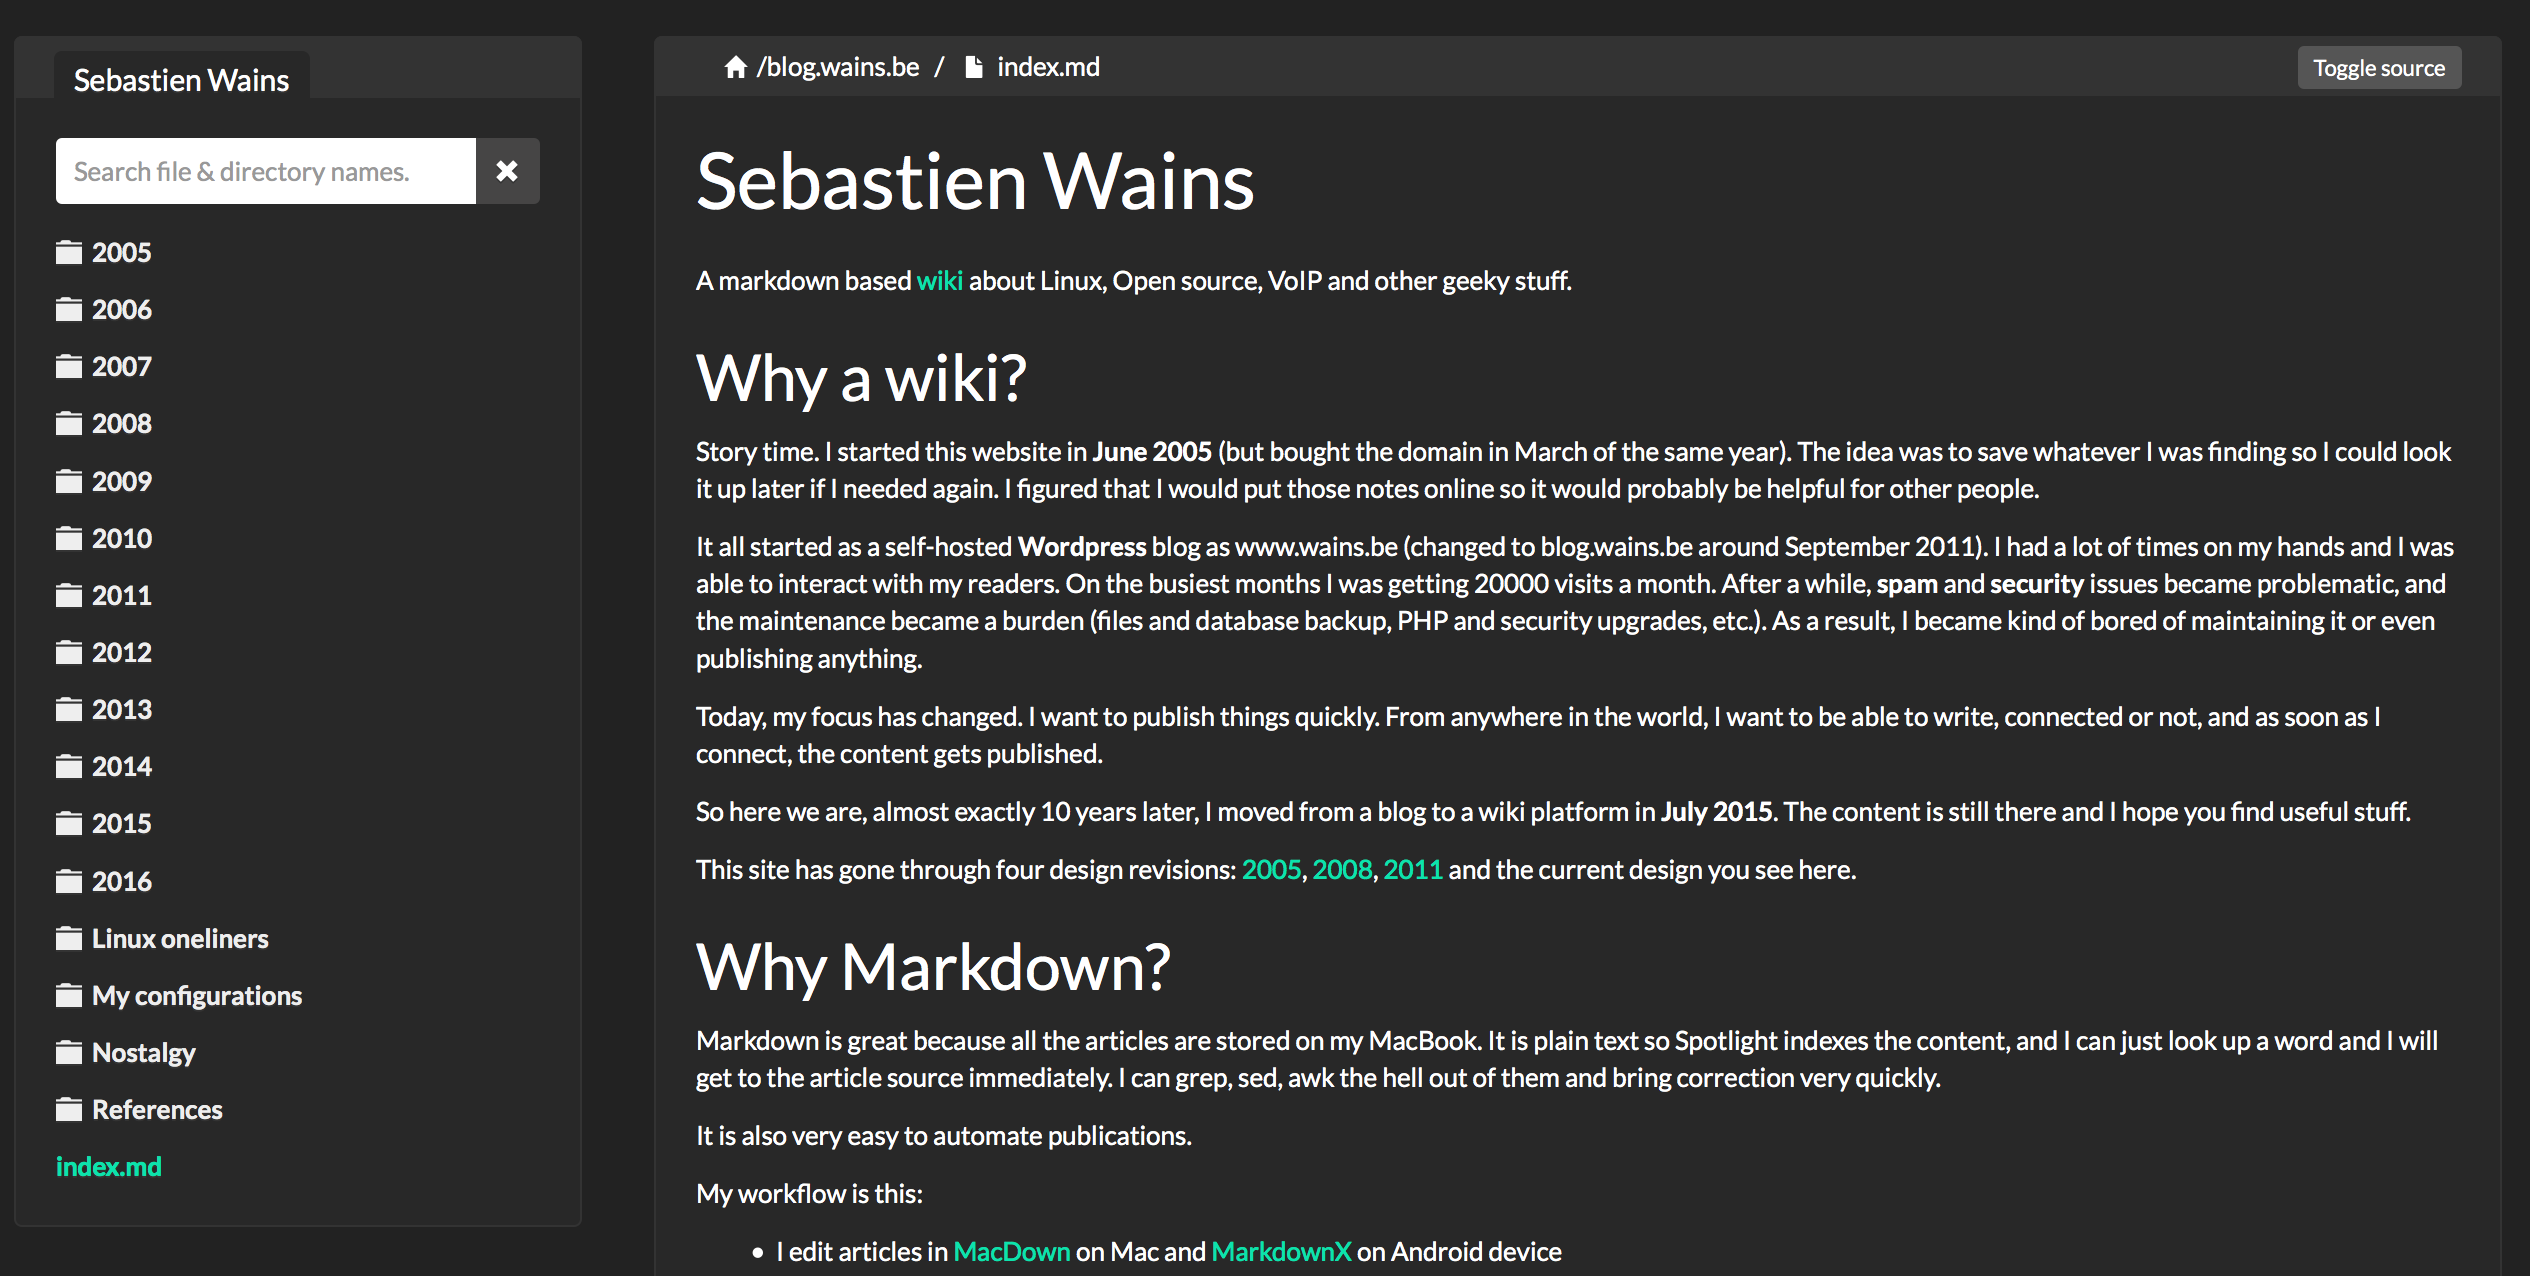 Sebastien Wains
Search file & directory names.
2005
2006
2007
2008
2009
2010
2011
2012
2013
2014
2015
2016
Linux oneliners
My configurations
Nostalgy
References
index.md
/blog.wains.be / index.md
Toggle source
Sebastien Wains
A markdown based wiki about Linux, Open source, VoIP and other geeky stuff.
Why a wiki?
Story time. I started this website in June 2005 (but bought the domain in March of the same year). The idea was to save whatever I was finding so I could look
it up later if I needed again. I figured that I would put those notes online so it would probably be helpful for other people.
It all started as a self-hosted Wordpress blog as www.wains.be (changed to blog.wains.be around September 2011). I had a lot of times on my hands and I was
able to interact with my readers. On the busiest months I was getting 20000 visits a month. After a while, spam and security issues became problematic, and
the maintenance became a burden (files and database backup, PHP and security upgrades, etc.). As a result, I became kind of bored of maintaining it or even
publishing anything.
Today, my focus has changed. I want to publish things quickly. From anywhere in the world, I want to be able to write, connected or not, and as soon as I
connect, the content gets published.
So here we are, almost exactly 10 years later, I moved from a blog to a wiki platform in July 2015. The content is still there and I hope you find useful stuff.
This site has gone through four design revisions: 2005, 2008, 2011 and the current design you see here.
Why Markdown?
Markdown is great because all the articles are stored on my MacBook. It is plain text so Spotlight indexes the content, and I can just look up a word and I will
get to the article source immediately. I can grep, sed, awk the hell out of them and bring correction very quickly.
It is also very easy to automate publications.
My workflow is this:
• I edit articles in MacDown on Mac and MarkdownX on Android device